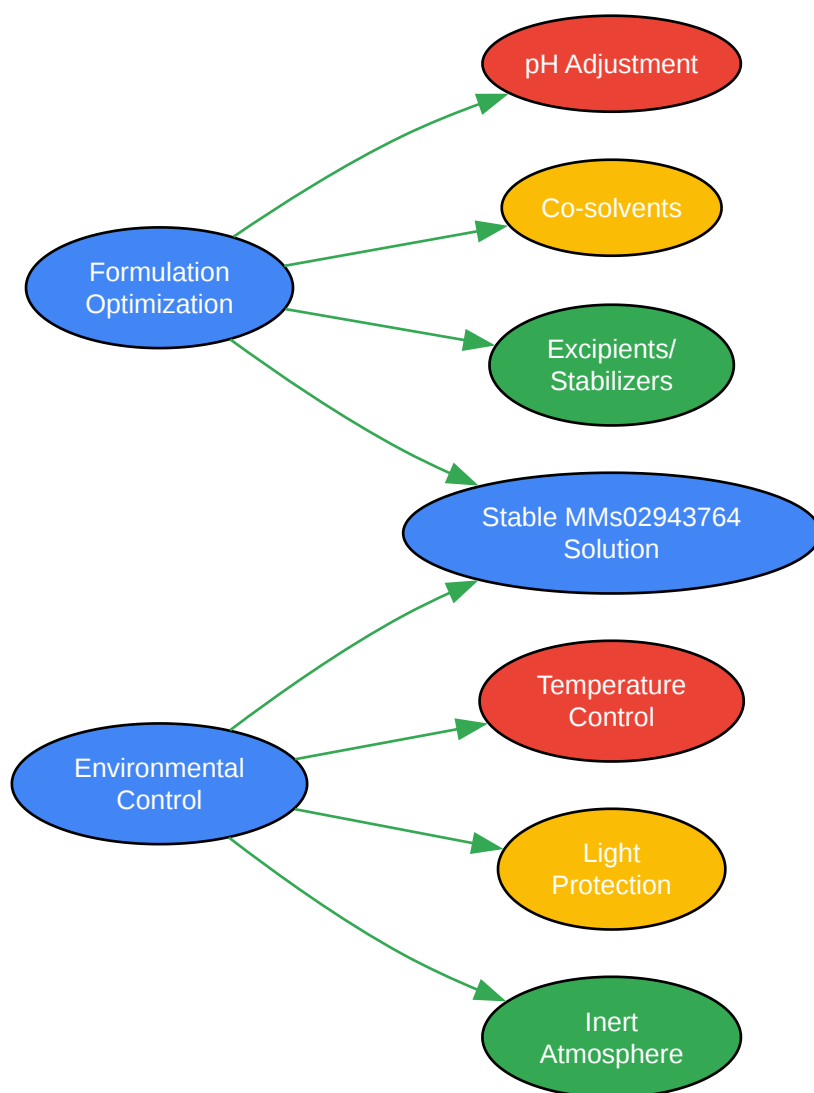 pH Adjustment
Co-solvents
Formulation
Optimization
Excipients/
Stabilizers
Stable MMs02943764
Solution
Temperature
Control
Environmental
Control
Light
Protection
Inert
Atmosphere